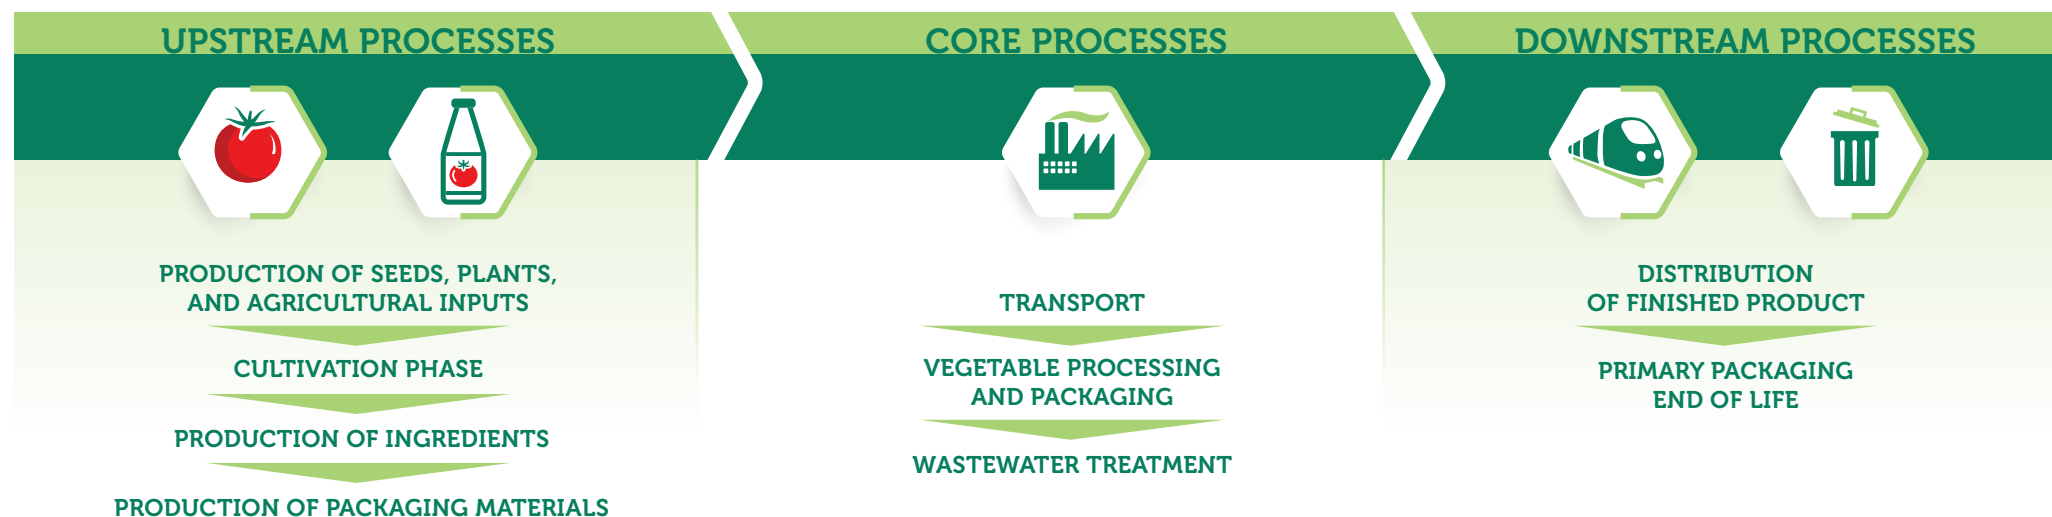 UPSTREAM PROCESSES
PRODUCTION OF SEEDS, PLANTS,
AND AGRICULTURAL INPUTS
CULTIVATION PHASE
PRODUCTION OF INGREDIENTS
PRODUCTION OF PACKAGING MATERIALS
CORE PROCESSES
TRANSPORT
VEGETABLE PROCESSING
AND PACKAGING
WASTEWATER TREATMENT
DOWNSTREAM PROCESSES
DISTRIBUTION
OF FINISHED PRODUCT
PRIMARY PACKAGING
END OF LIFE